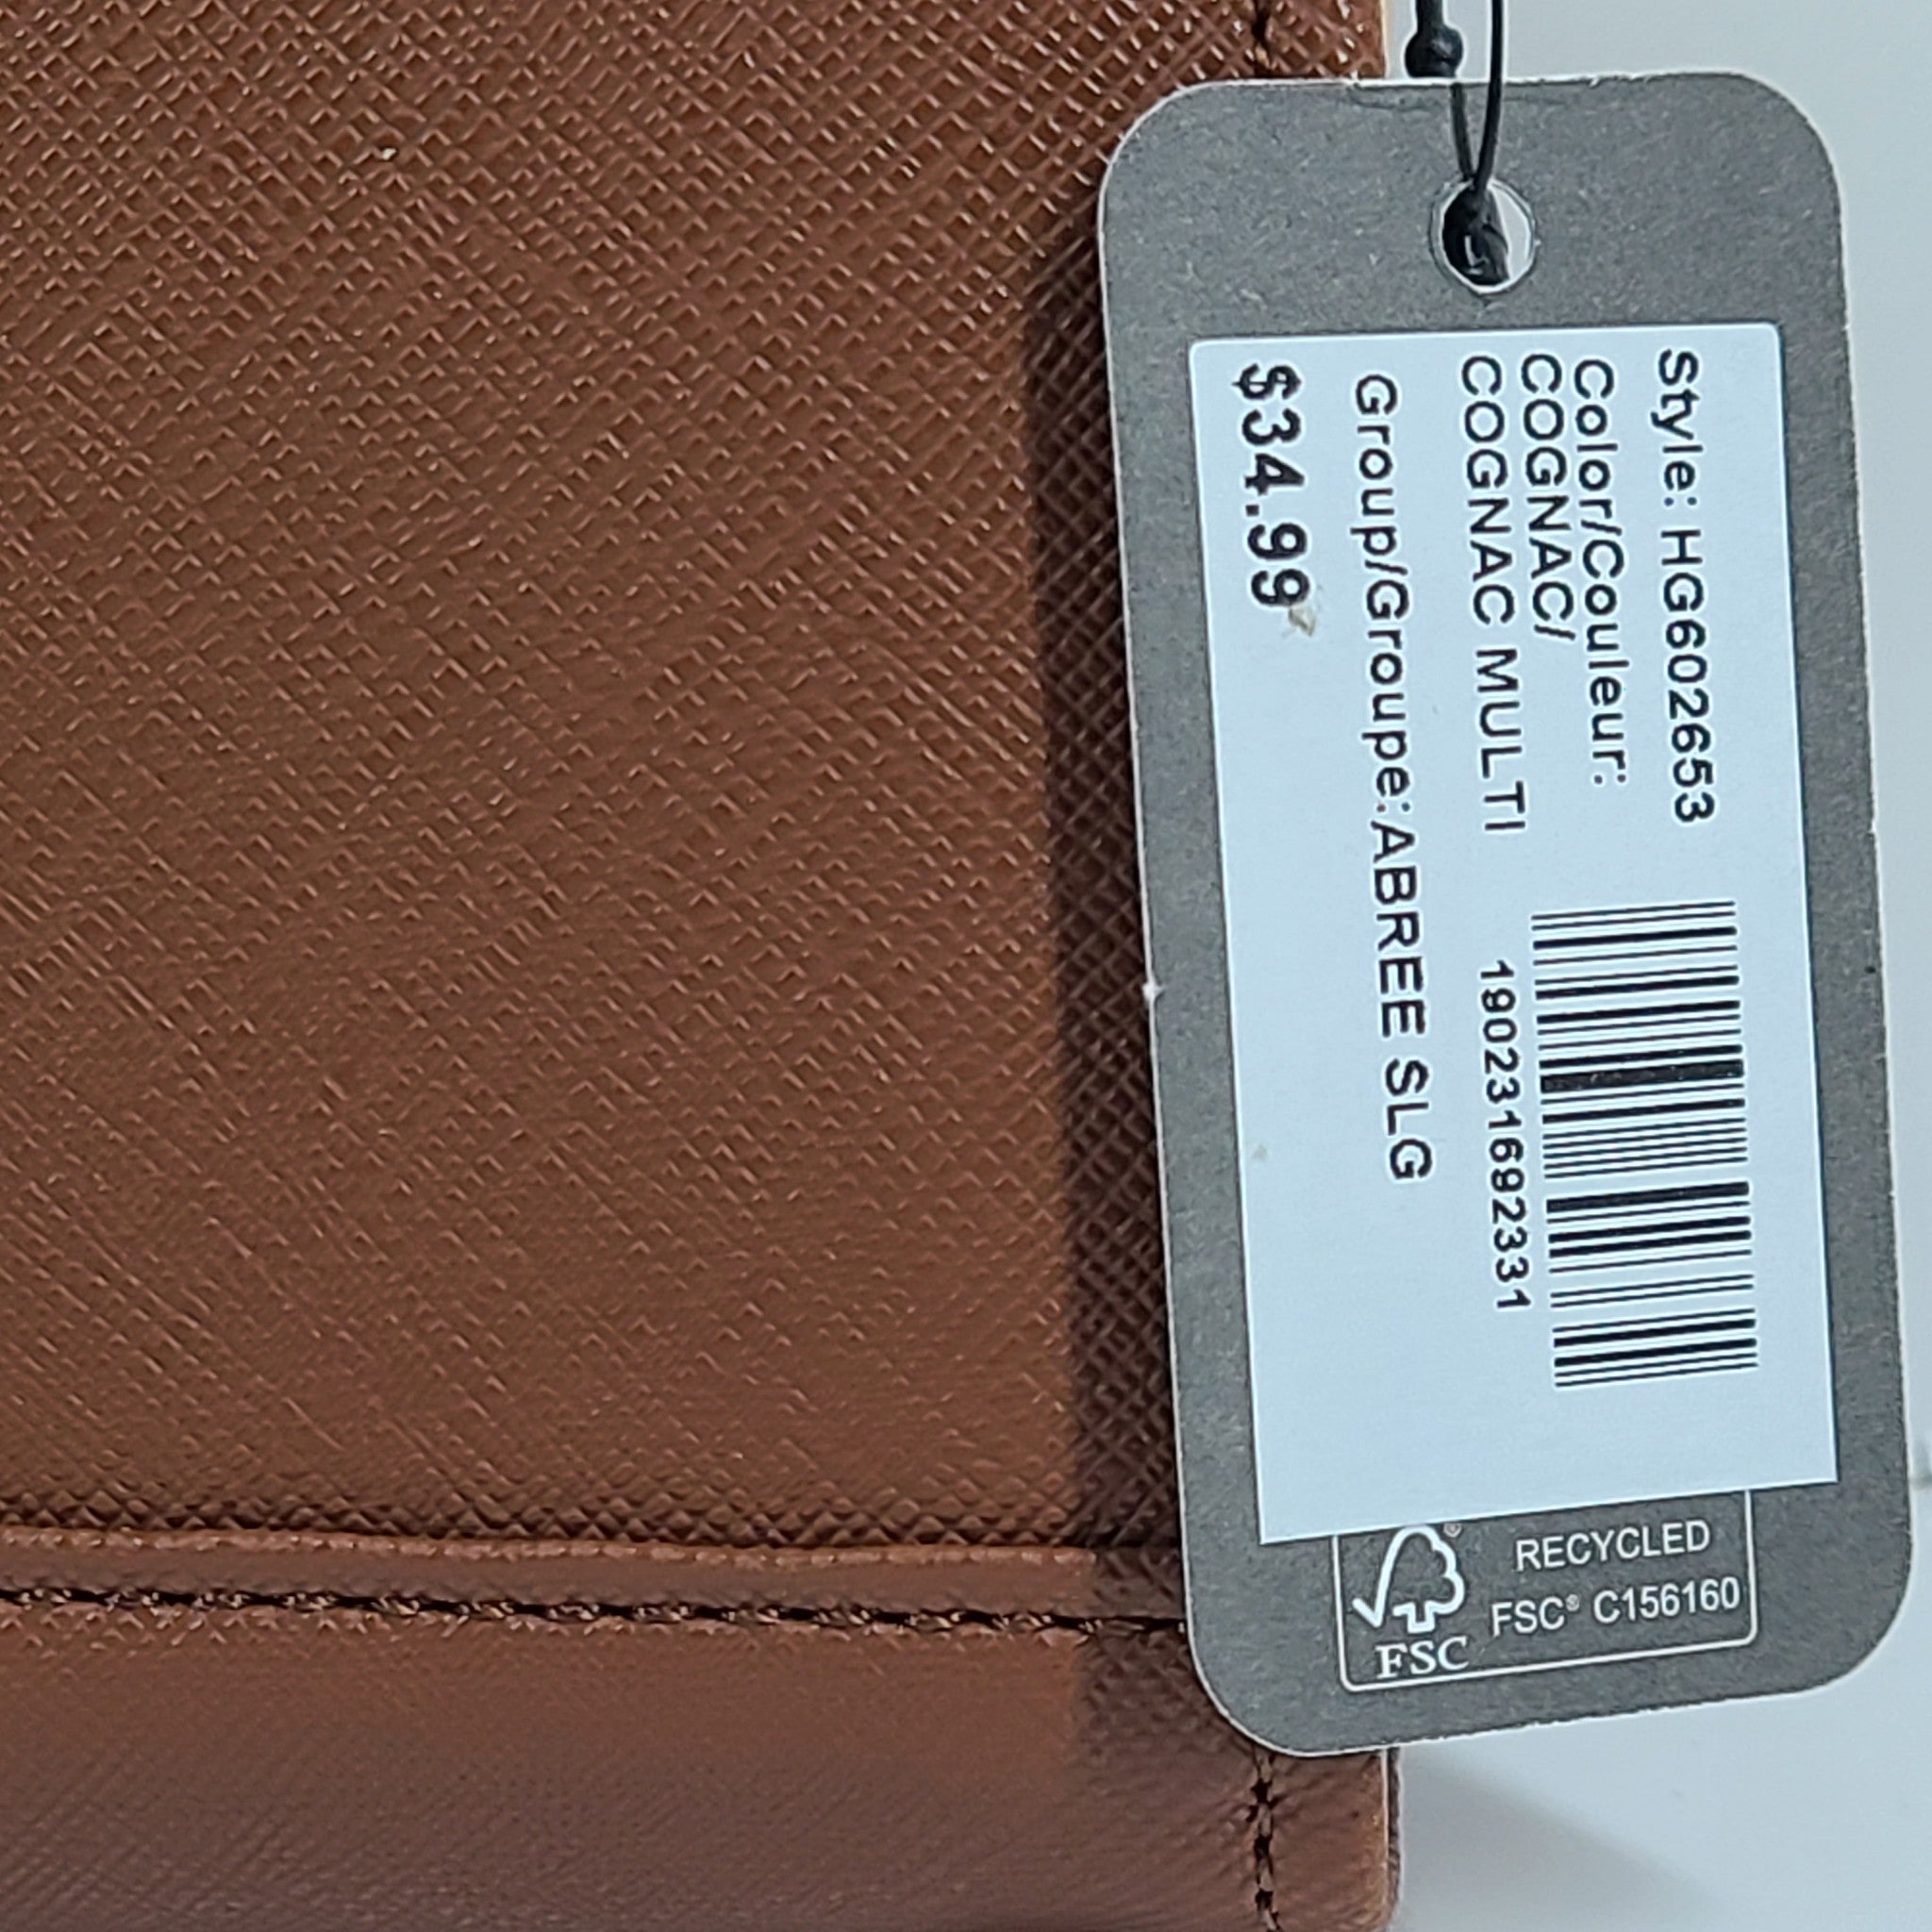 Style: HG602653
Color/Couleur:
COGNAC/
COGNAC MULTI
190231692331
Group/Groupe:ABREE SLG
$34.99
RECYCLED
FSC® C156160
FSC